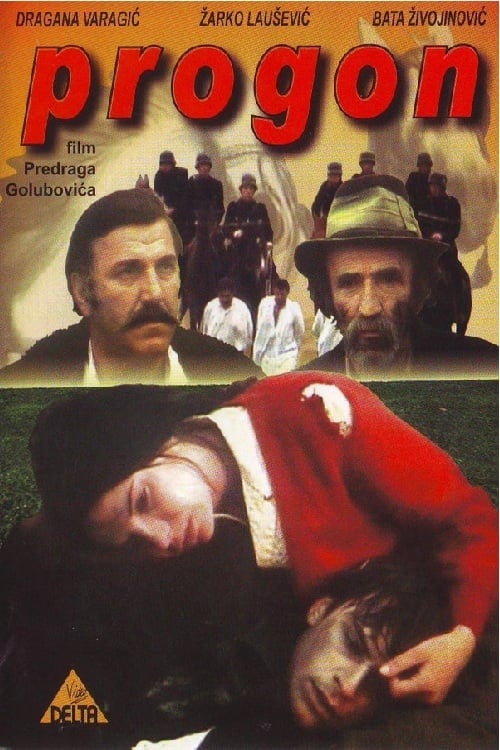 DRAGANA VARAGIĆ ŽARKO LAUŠEVIĆ BATA ŽIVOJINOVIĆ
progon
film
Predraga
Golubovića
Video
DELTA